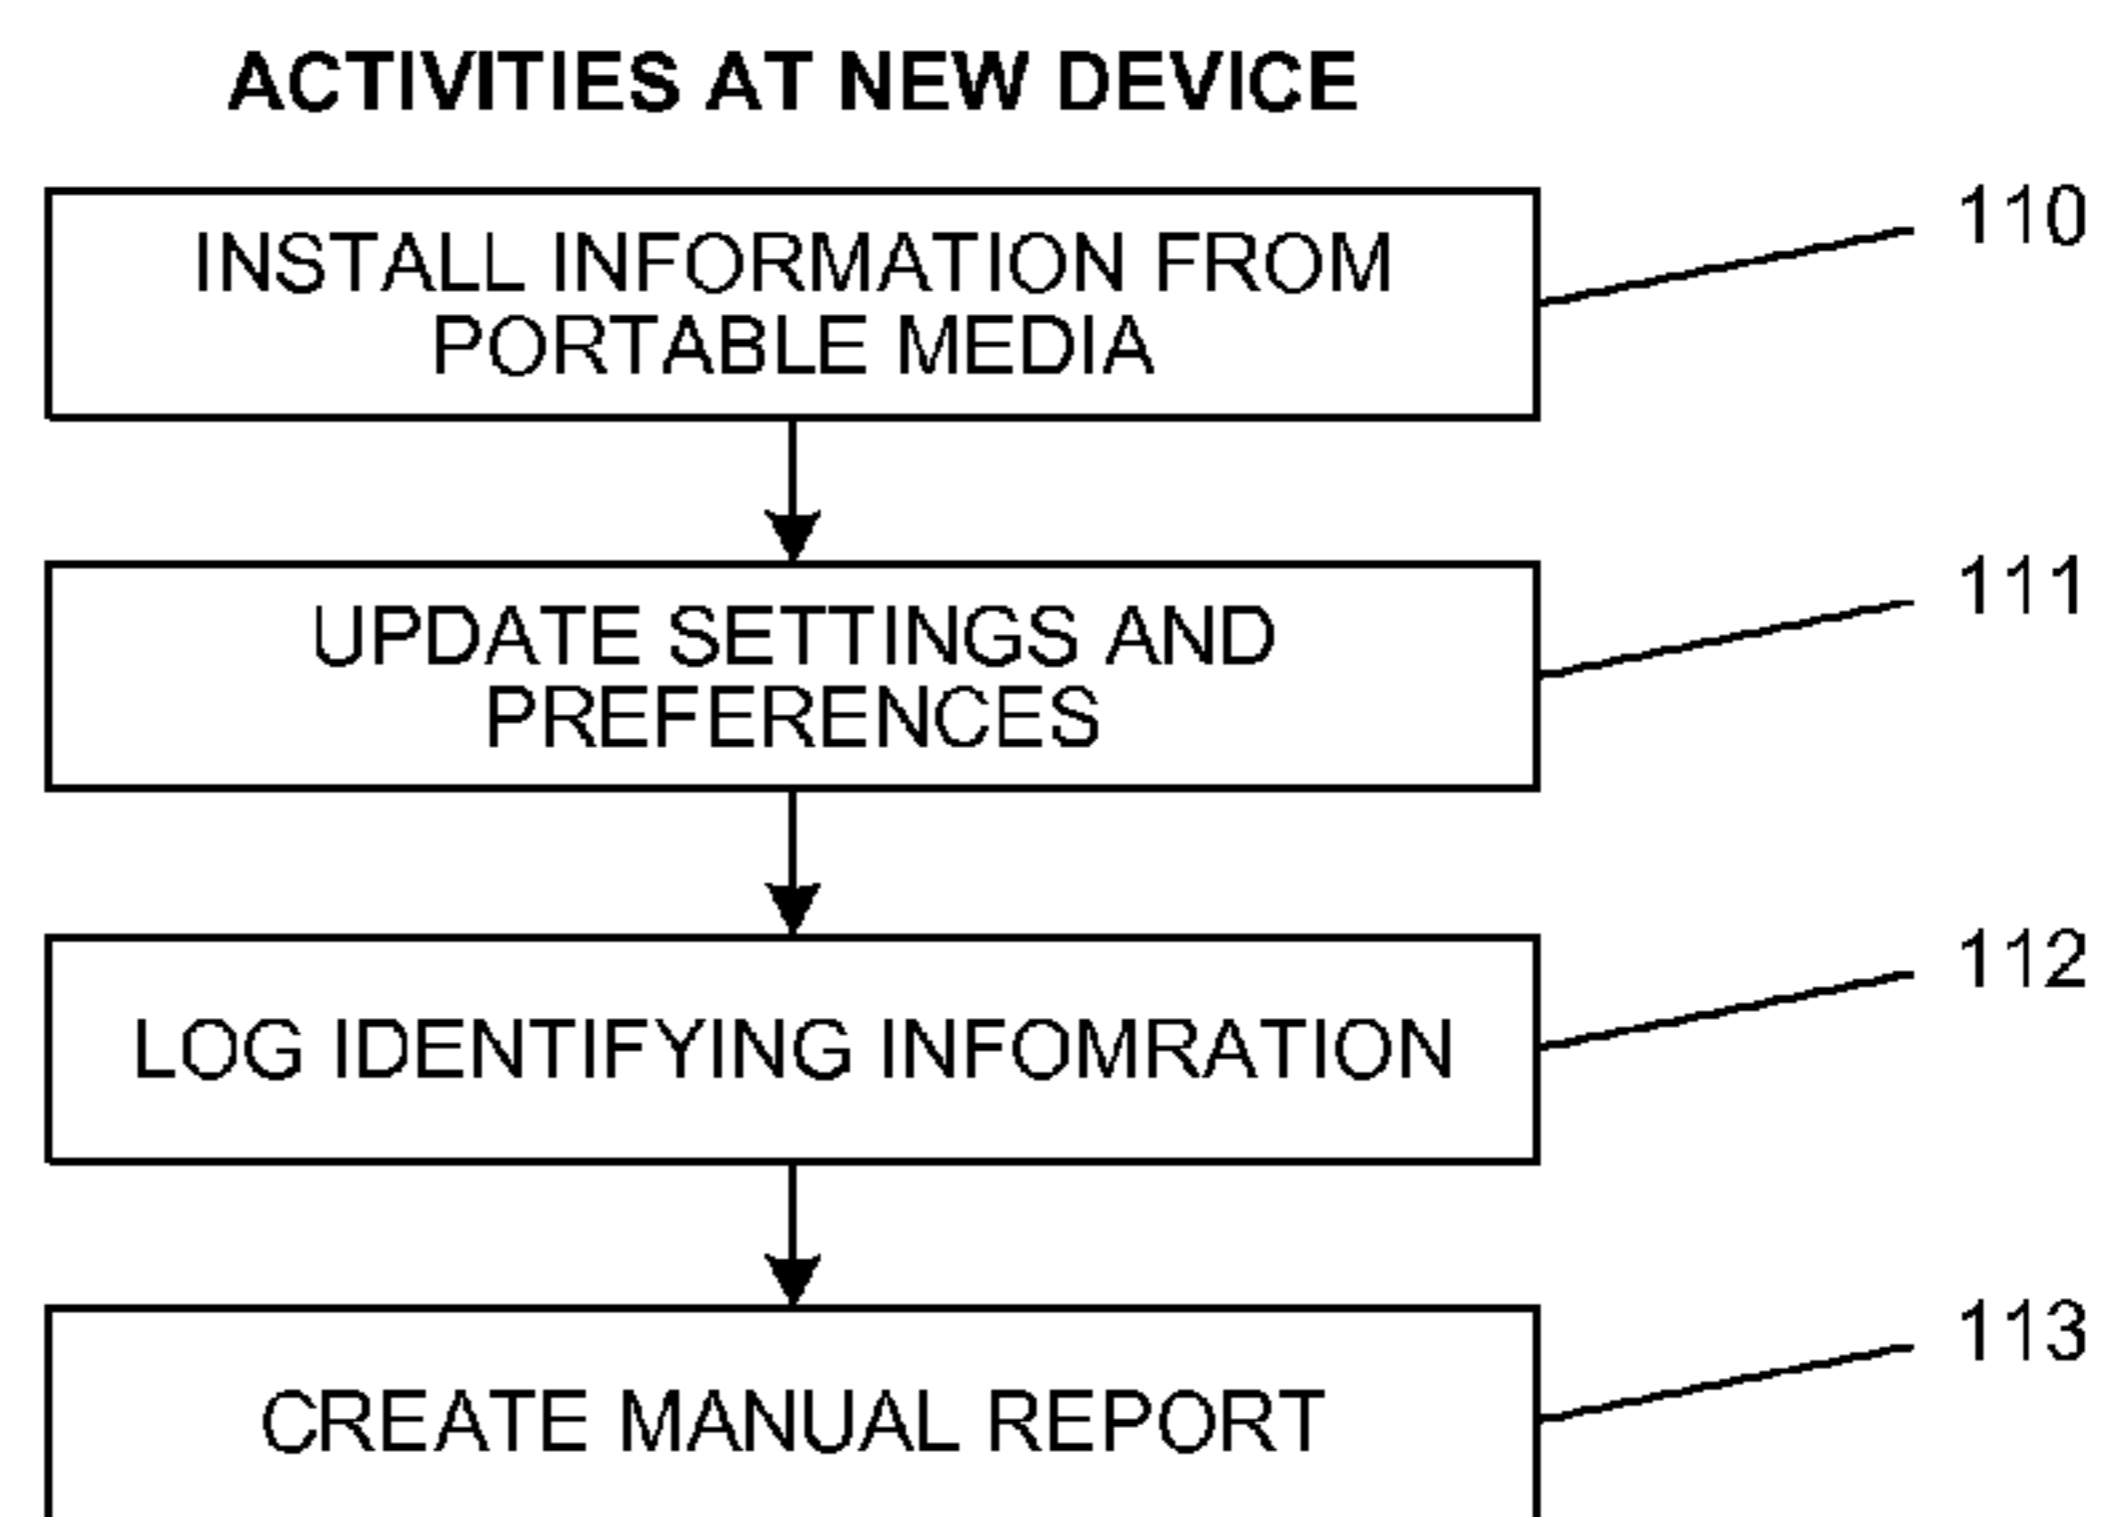 ACTIVITIES AT NEW DEVICE
INSTALL INFORMATION FROM
PORTABLE MEDIA
110
UPDATE SETTINGS AND
PREFERENCES
111
LOG IDENTIFYING INFOMRATION
112
CREATE MANUAL REPORT
113